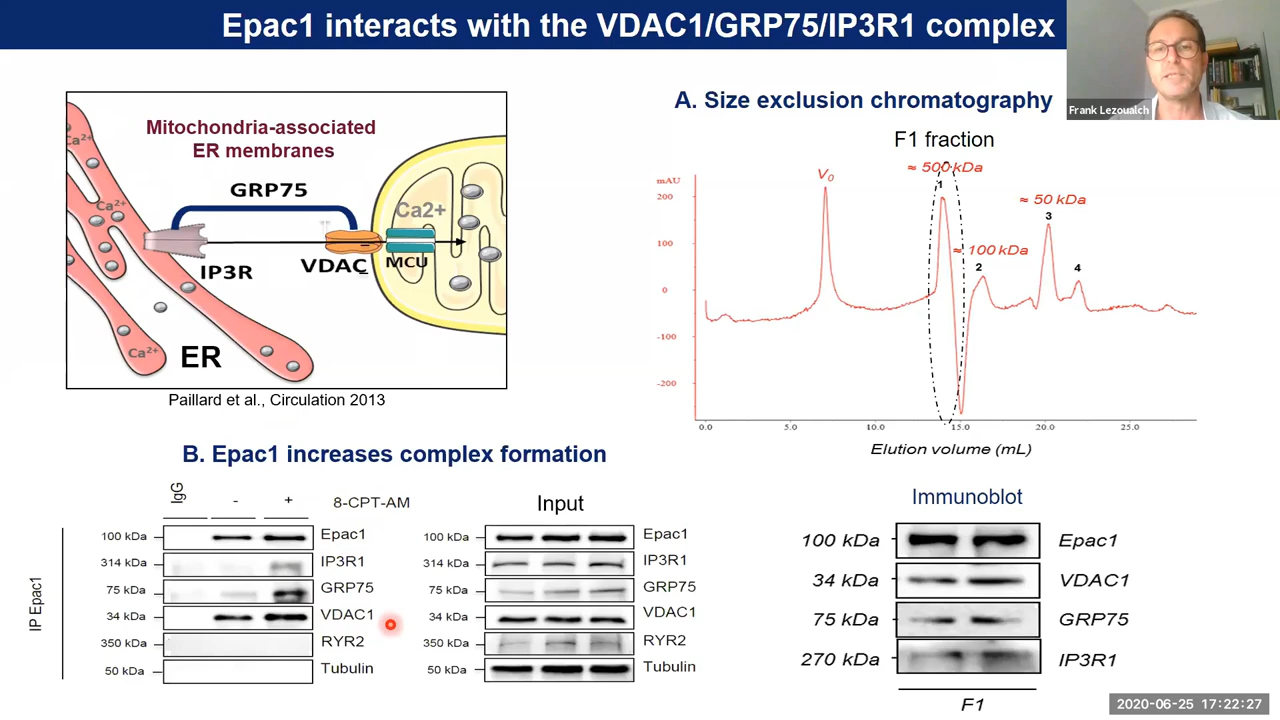 Epac1 interacts with the VDAC1/GRP75/IP3R1 complex
Frank Lezoualch
Mitochondria-associated
ER membranes
GRP75
Ca²⁺
Ca²⁺
Ca2+
IP3R
VDAC
MCU
ER
Ca²⁺
Paillard et al., Circulation 2013
A. Size exclusion chromatography
F1 fraction
≈ 500 kDa
V₀
mAU
1
200
≈ 50 kDa
3
100
≈ 100 kDa
2
4
0
-100
-200
0.0 5.0 10.0 15.0 20.0 25.0
Elution volume (mL)
B. Epac1 increases complex formation
IgG - + 8-CPT-AM
IP Epac1
100 kDa Epac1
314 kDa IP3R1
75 kDa GRP75
34 kDa VDAC1
350 kDa RYR2
50 kDa Tubulin
Input
100 kDa Epac1
314 kDa IP3R1
75 kDa GRP75
34 kDa VDAC1
350 kDa RYR2
50 kDa Tubulin
Immunoblot
100 kDa Epac1
34 kDa VDAC1
75 kDa GRP75
270 kDa IP3R1
F1
2020-06-25 17:22:27